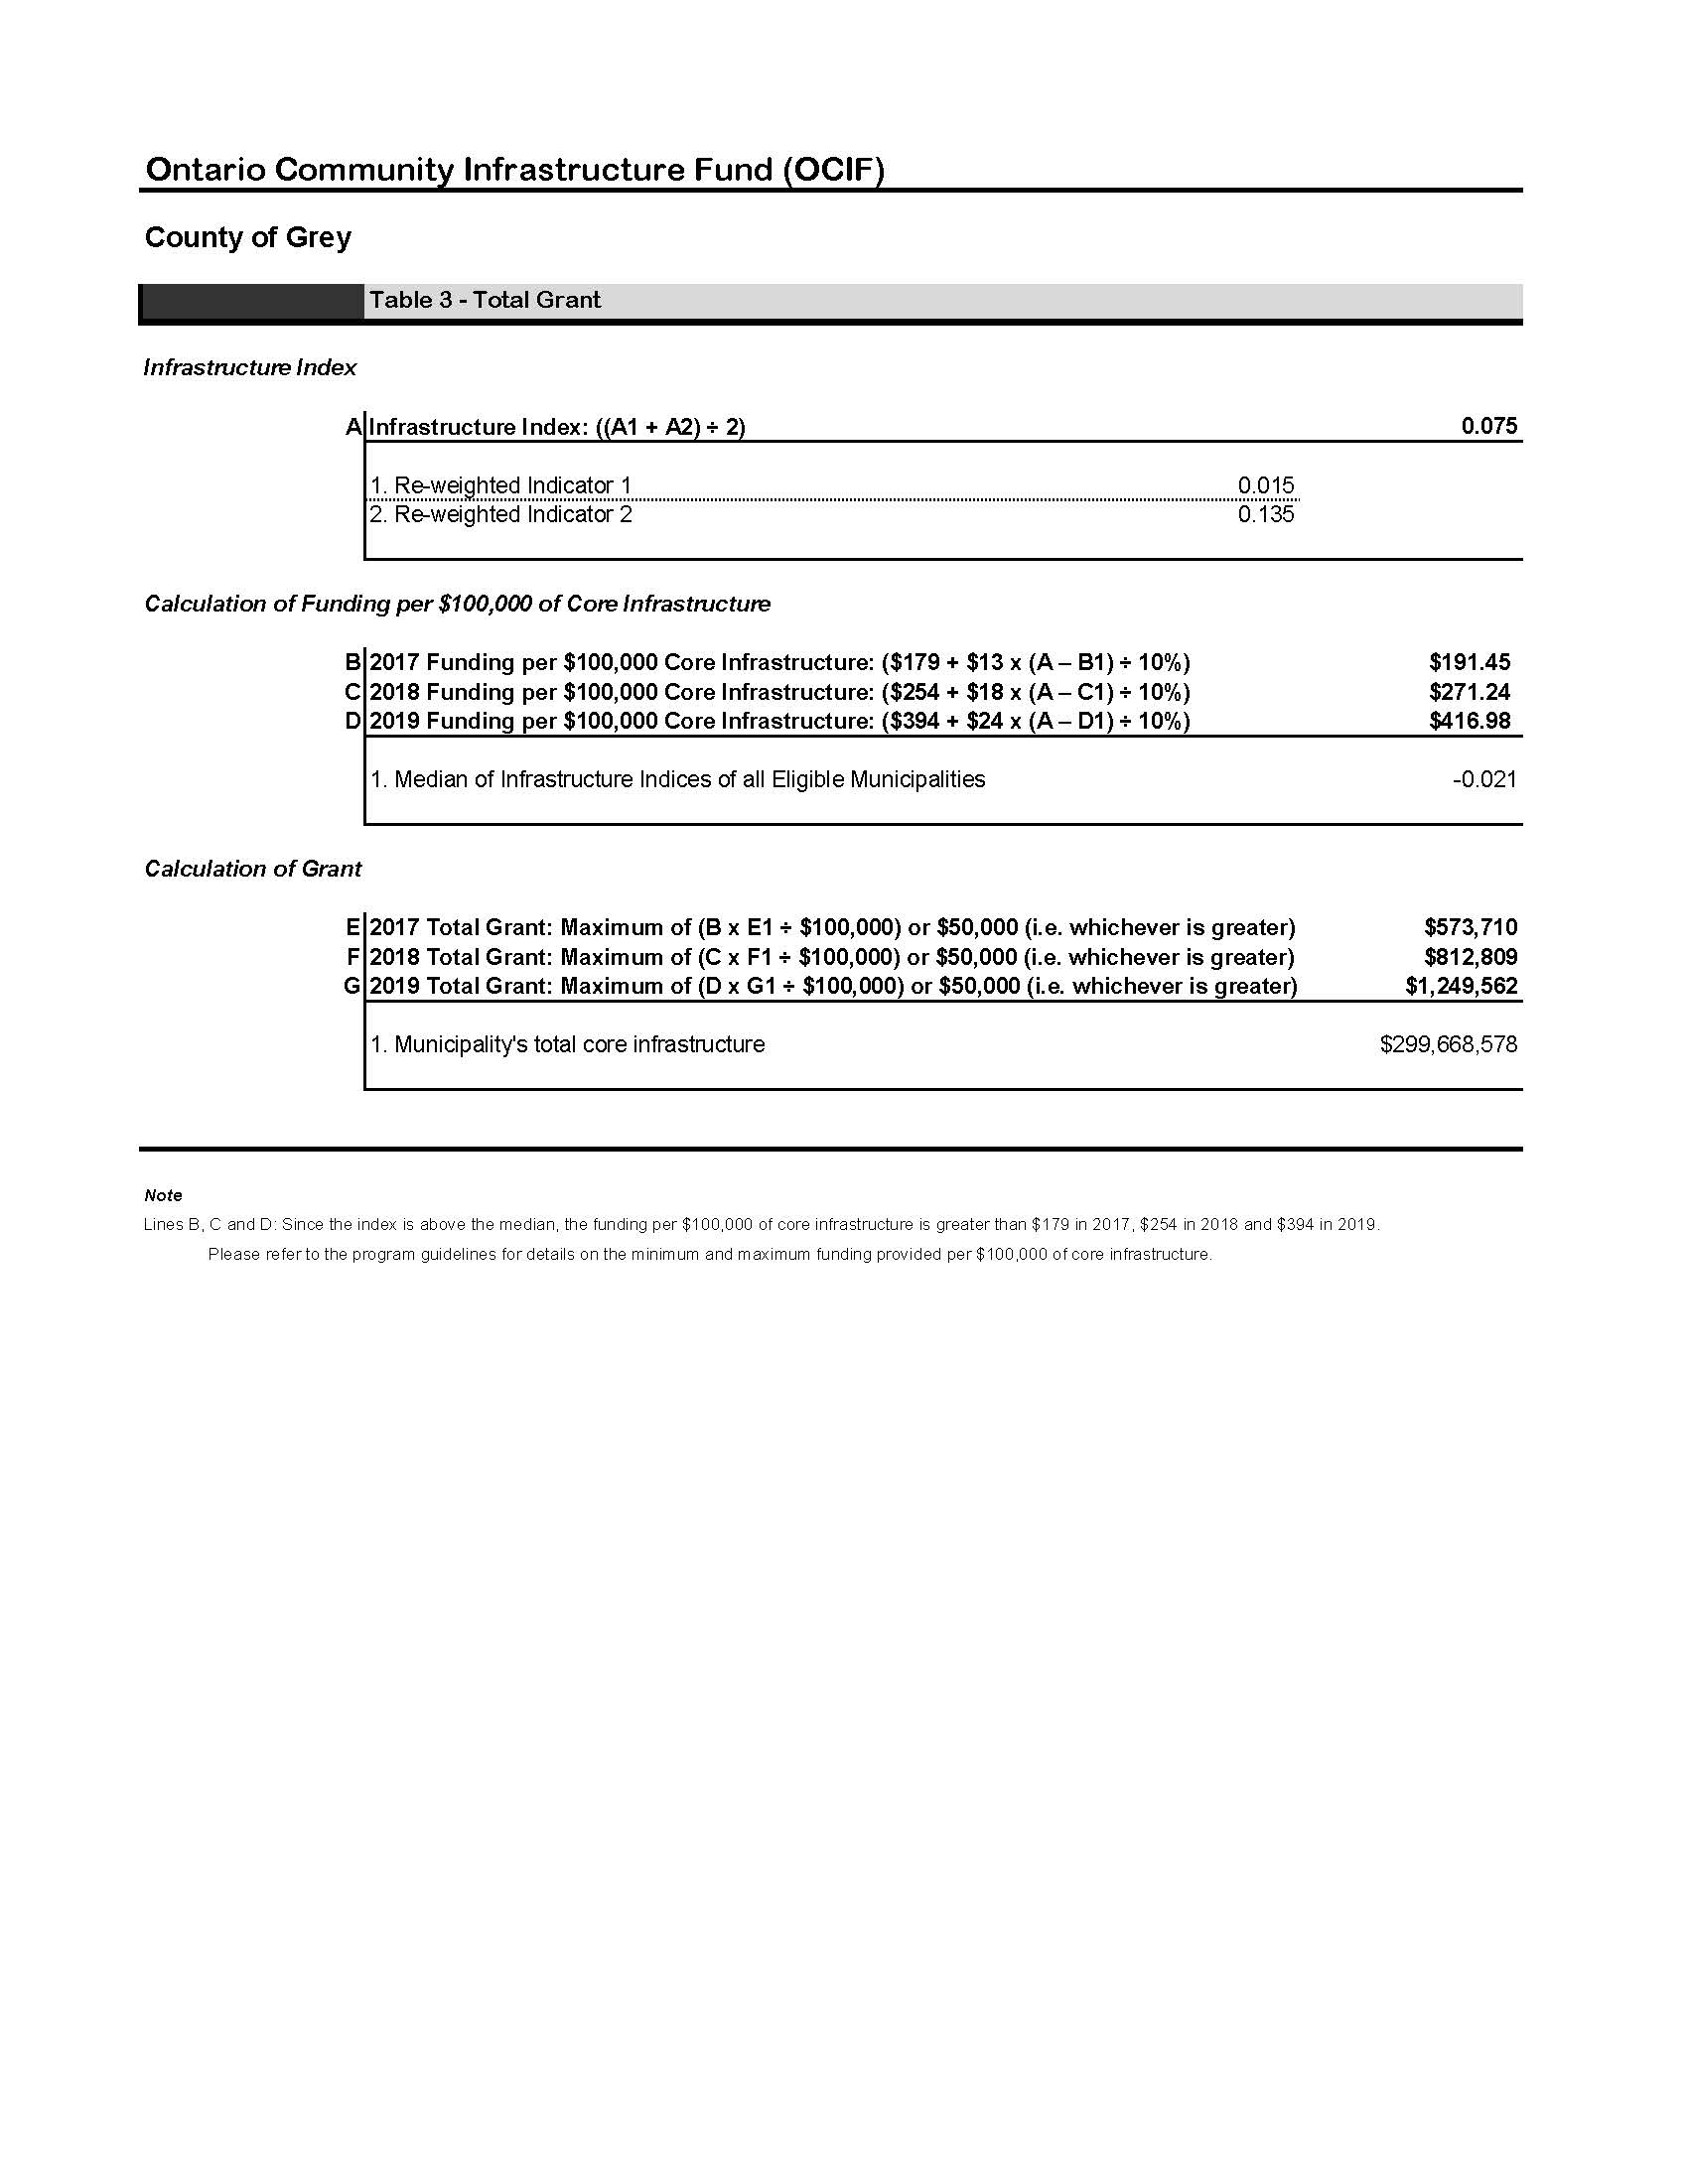 Ontario Community Infrastructure Fund (OCIF)
County of Grey
Table 3 - Total Grant
Infrastructure Index
A Infrastructure Index: ((A1 + A2) ÷ 2) 0.075
1. Re-weighted Indicator 1 0.015
2. Re-weighted Indicator 2 0.135
Calculation of Funding per $100,000 of Core Infrastructure
B 2017 Funding per $100,000 Core Infrastructure: ($179 + $13 x (A – B1) ÷ 10%) $191.45
C 2018 Funding per $100,000 Core Infrastructure: ($254 + $18 x (A – C1) ÷ 10%) $271.24
D 2019 Funding per $100,000 Core Infrastructure: ($394 + $24 x (A – D1) ÷ 10%) $416.98
1. Median of Infrastructure Indices of all Eligible Municipalities -0.021
Calculation of Grant
E 2017 Total Grant: Maximum of (B x E1 ÷ $100,000) or $50,000 (i.e. whichever is greater) $573,710
F 2018 Total Grant: Maximum of (C x F1 ÷ $100,000) or $50,000 (i.e. whichever is greater) $812,809
G 2019 Total Grant: Maximum of (D x G1 ÷ $100,000) or $50,000 (i.e. whichever is greater) $1,249,562
1. Municipality's total core infrastructure $299,668,578
Note
Lines B, C and D: Since the index is above the median, the funding per $100,000 of core infrastructure is greater than $179 in 2017, $254 in 2018 and $394 in 2019.
Please refer to the program guidelines for details on the minimum and maximum funding provided per $100,000 of core infrastructure.